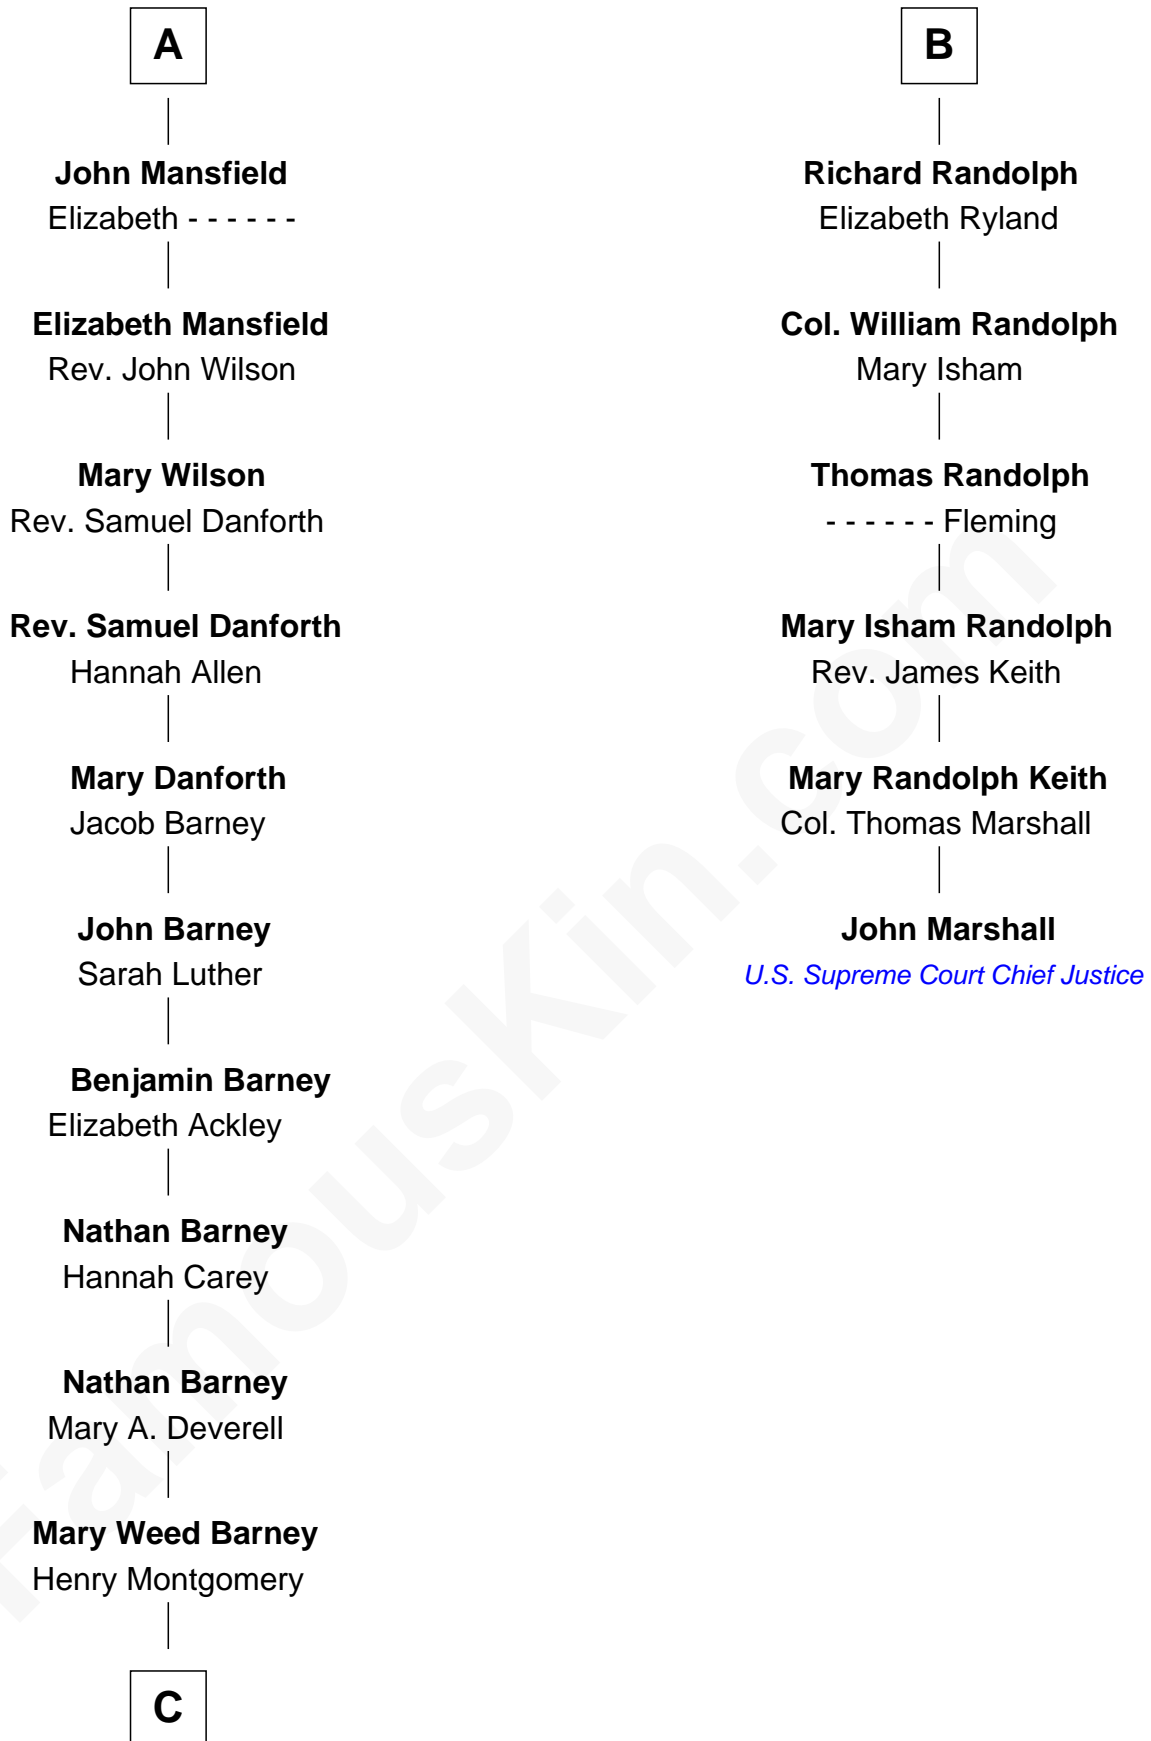 A
John Mansfield
Elizabeth - - - - - -
Elizabeth Mansfield
Rev. John Wilson
Mary Wilson
Rev. Samuel Danforth
Rev. Samuel Danforth
Hannah Allen
Mary Danforth
Jacob Barney
John Barney
Sarah Luther
Benjamin Barney
Elizabeth Ackley
Nathan Barney
Hannah Carey
Nathan Barney
Mary A. Deverell
Mary Weed Barney
Henry Montgomery
C
B
Richard Randolph
Elizabeth Ryland
Col. William Randolph
Mary Isham
Thomas Randolph
- - - - - - Fleming
Mary Isham Randolph
Rev. James Keith
Mary Randolph Keith
Col. Thomas Marshall
John Marshall
U.S. Supreme Court Chief Justice
FamousKin.com